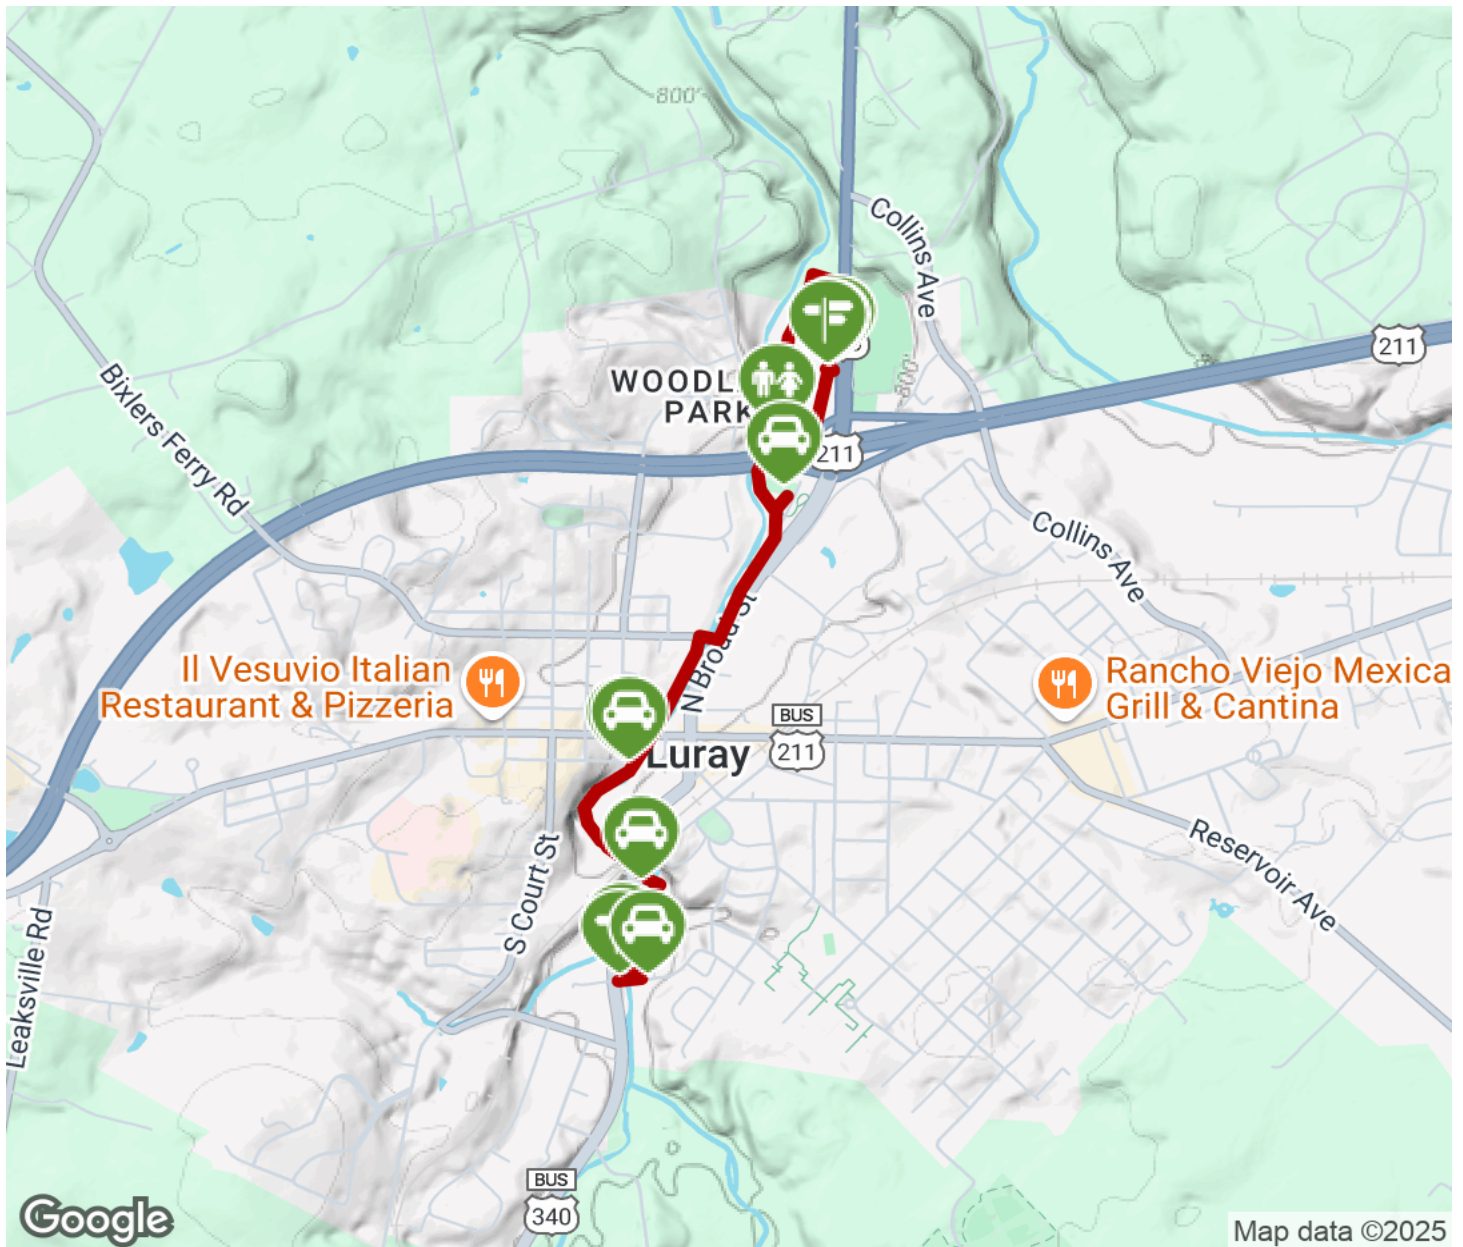 800'
Collins Ave
211
WOODL
PARK
800'
211
Bixlers Ferry Rd
Collins Ave
N Broad St
Il Vesuvio Italian
Restaurant & Pizzeria
Rancho Viejo Mexica
Grill & Cantina
BUS
211
Luray
S Court St
Reservoir Ave
Leaksville Rd
BUS
340
Google
Map data ©2025